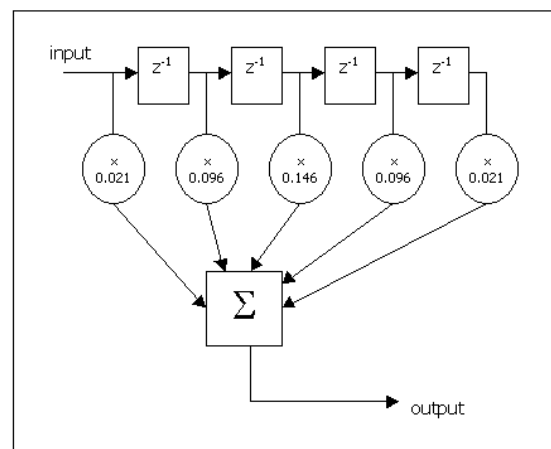 input
z⁻¹ z⁻¹ z⁻¹ z⁻¹
× × × × ×
0.021 0.096 0.146 0.096 0.021
Σ
output